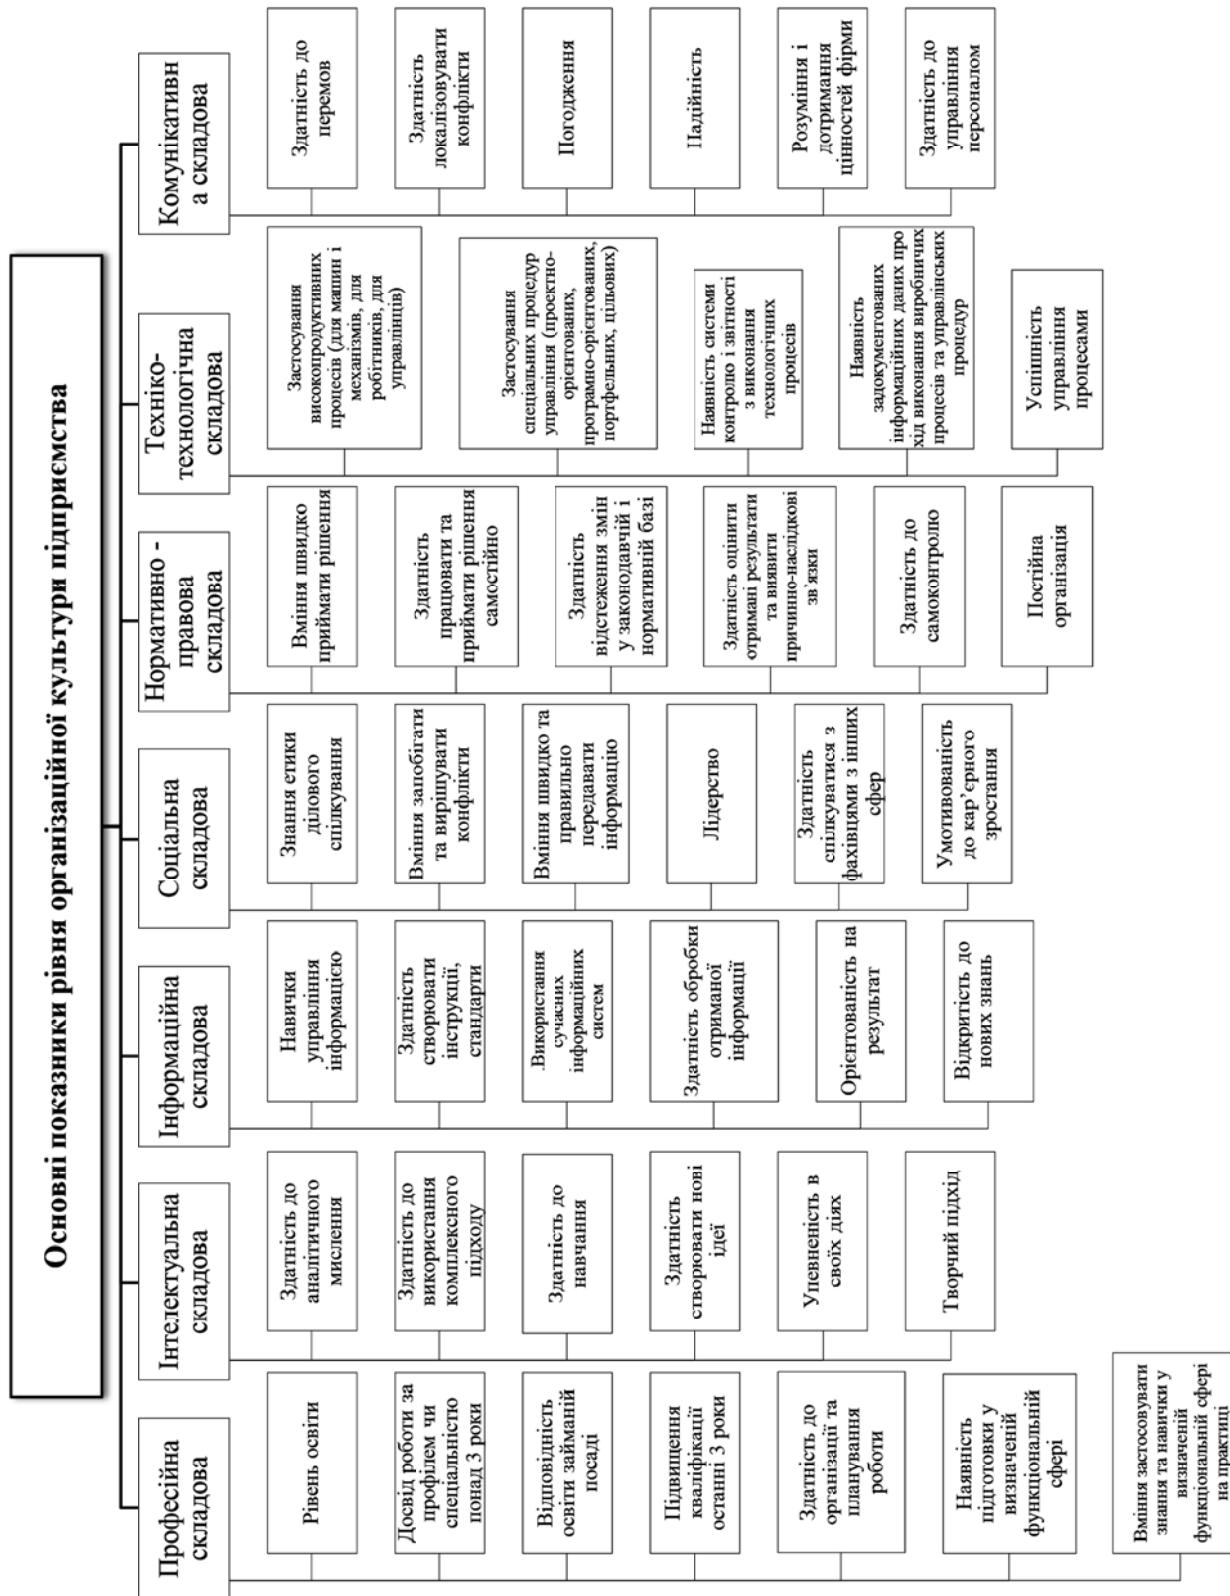 Основні показники рівня організаційної культури підприємства
Професійна
складова
Рівень освіти
Досвід роботи за
профілем чи
спеціальністю
понад 3 роки
Відповідність
освіти займаній
посаді
Підвищення
кваліфікації
останні 3 роки
Здатність до
організації та
планування
роботи
Наявність
підготовки у
визначеній
функціональній
сфері
Вміння застосовувати
знання та навички у
визначеній
функціональній сфері
на практиці
Інтелектуальна
складова
Здатність до
аналітичного
мислення
Здатність до
використання
комплексного
підходу
Здатність до
навчання
Здатність
створювати нові
ідеї
Упевненість в
своїх діях
Творчий підхід
Інформаційна
складова
Навички
управління
інформацією
Здатність
створювати
інструкції,
стандарти
.Використання
сучасних
інформаційних
систем
Здатність обробки
отриманої
інформації
Орієнтованість на
результат
Відкритість до
нових знань
Соціальна
складова
Знання етики
ділового
спілкування
Вміння запобігати
та вирішувати
конфлікти
Вміння швидко та
правильно
передавати
інформацію
Лідерство
Здатність
спілкуватися з
фахівцями з інших
сфер
Умотивованість
до кар’єрного
зростання
Нормативно -
правова
складова
Вміння швидко
приймати рішення
Здатність
працювати та
приймати рішення
самостійно
Здатність
відстеження змін
у законодавчій і
нормативній базі
Здатність оцінити
отримані результати
та виявити
причинно-наслідкові
зв’язки
Здатність до
самоконтролю
Постійна
організація
Техніко-
технологічна
складова
Застосування
високопродуктивних
процесів (для машин і
механізмів, для
робітників, для
управлінців)
Застосування
спеціальних процедур
управління (проектно-
орієнтованих,
програмно-орієнтованих,
портфельних, цільових)
Наявність системи
контролю і звітності
з виконання
технологічних
процесів
Наявність
задокументованих
інформаційних даних про
хід виконання виробничих
процесів та управлінських
процедур
Успішність
управління
процесами
Комунікативн
а складова
Здатність до
перемов
Здатність
локалізовувати
конфлікти
Погодження
Надійність
Розуміння і
дотримання
цінностей фірми
Здатність до
управління
персоналом